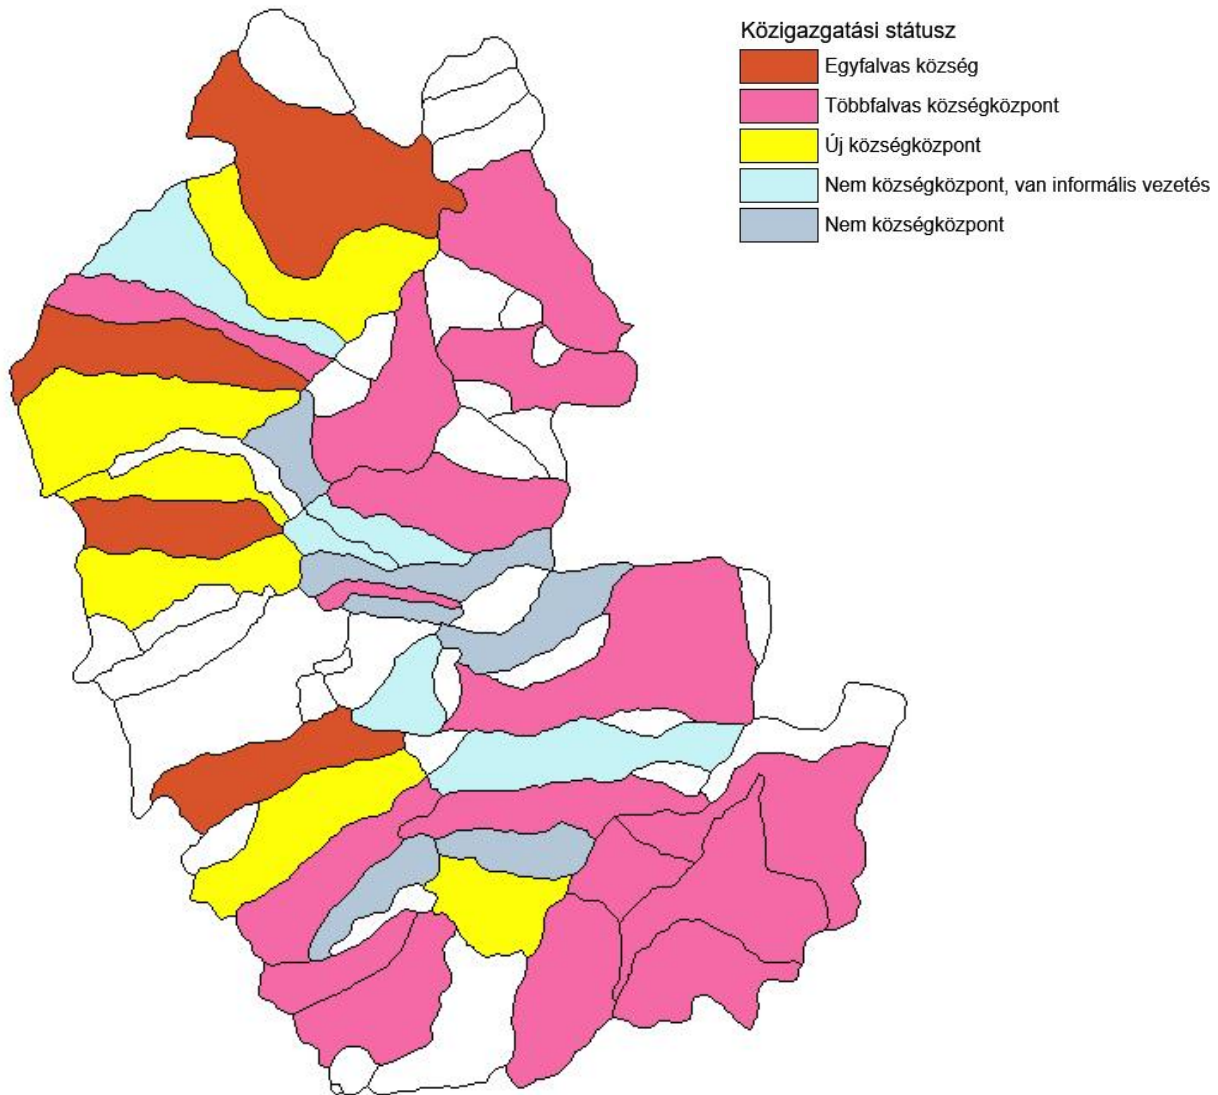 Közigazgatási státusz
Egyfalvas község
Többfalvas községközpont
Új községközpont
Nem községközpont, van informális vezetés
Nem községközpont